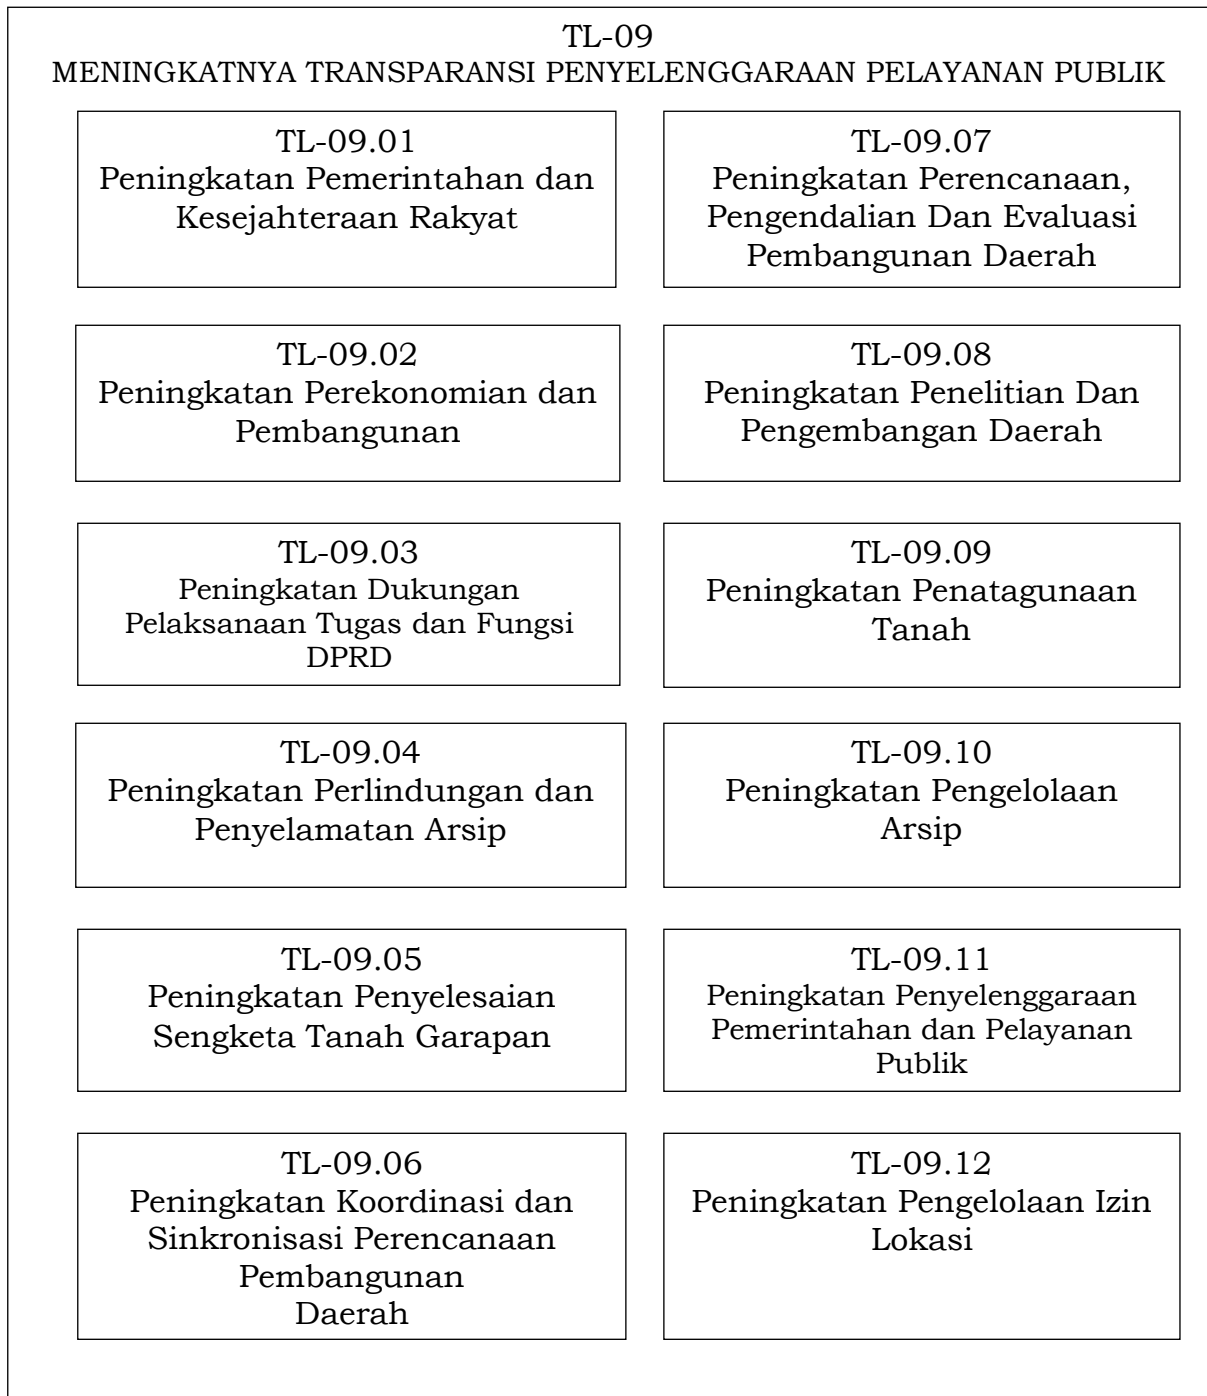 TL-09
MENINGKATNYA TRANSPARANSI PENYELENGGARAAN PELAYANAN PUBLIK
TL-09.01
Peningkatan Pemerintahan dan
Kesejahteraan Rakyat
TL-09.02
Peningkatan Perekonomian dan
Pembangunan
TL-09.03
Peningkatan Dukungan
Pelaksanaan Tugas dan Fungsi
DPRD
TL-09.04
Peningkatan Perlindungan dan
Penyelamatan Arsip
TL-09.05
Peningkatan Penyelesaian
Sengketa Tanah Garapan
TL-09.06
Peningkatan Koordinasi dan
Sinkronisasi Perencanaan
Pembangunan
Daerah
TL-09.07
Peningkatan Perencanaan,
Pengendalian Dan Evaluasi
Pembangunan Daerah
TL-09.08
Peningkatan Penelitian Dan
Pengembangan Daerah
TL-09.09
Peningkatan Penatagunaan
Tanah
TL-09.10
Peningkatan Pengelolaan
Arsip
TL-09.11
Peningkatan Penyelenggaraan
Pemerintahan dan Pelayanan
Publik
TL-09.12
Peningkatan Pengelolaan Izin
Lokasi